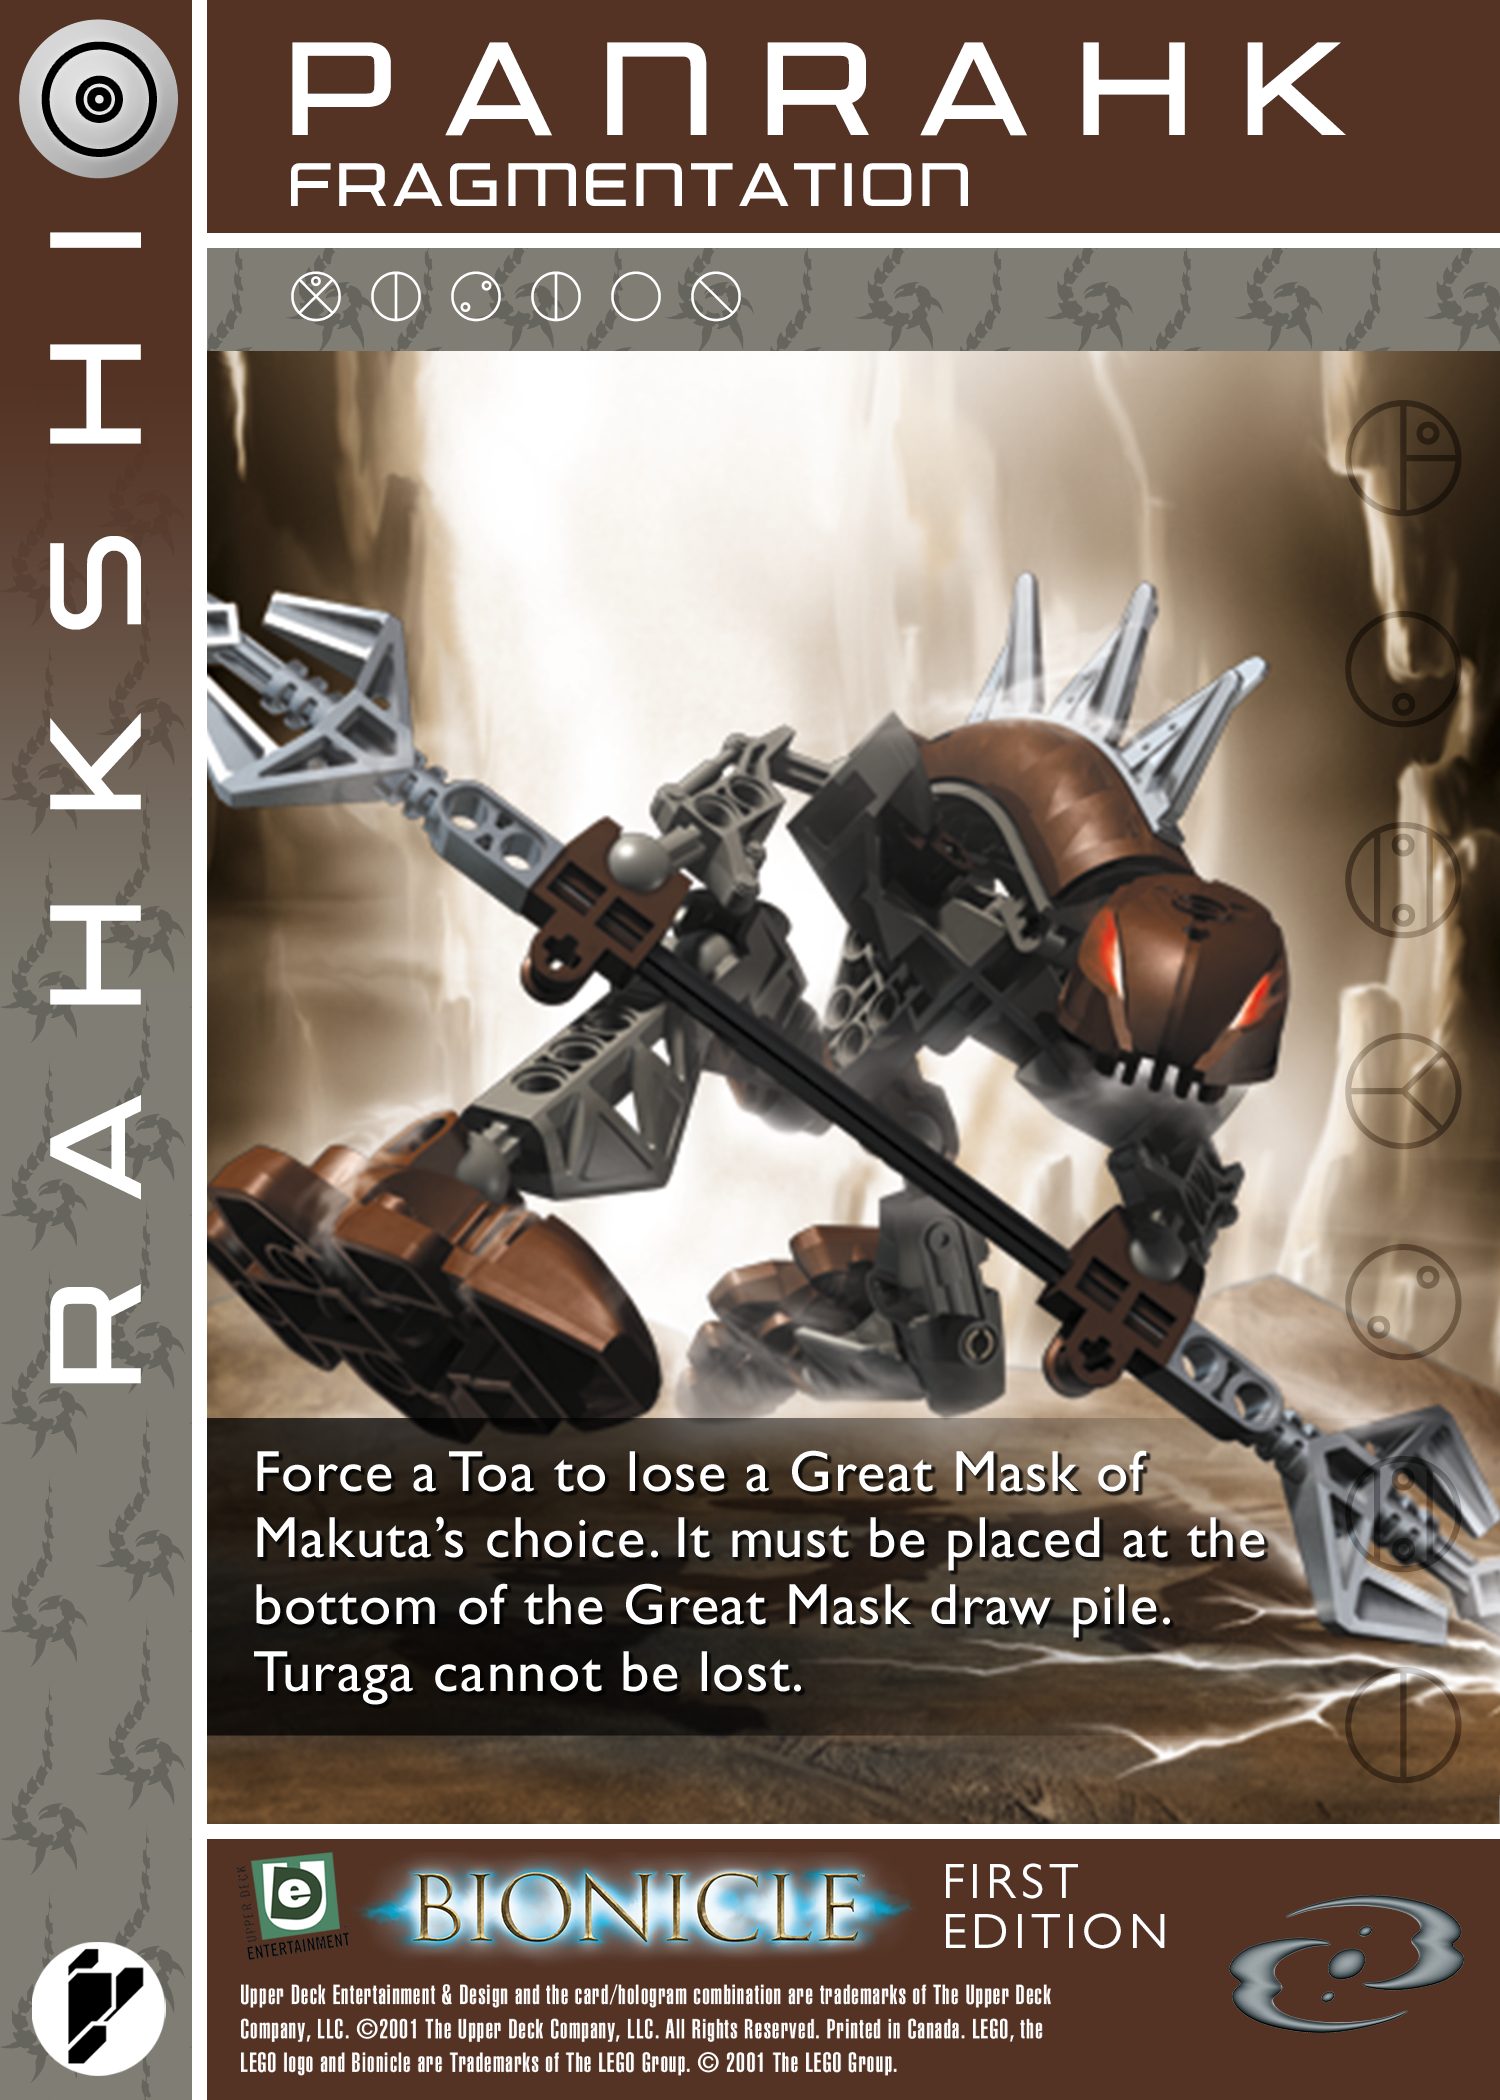 PANRAHK
FRAGMENTATION
RAHKSHI
Force a Toa to lose a Great Mask of
Makuta’s choice. It must be placed at the
bottom of the Great Mask draw pile.
Turaga cannot be lost.
UPPER DECK
e
ENTERTAINMENT
BIONICLE
FIRST
EDITION
Upper Deck Entertainment & Design and the card/hologram combination are trademarks of The Upper Deck
Company, LLC. ©2001 The Upper Deck Company, LLC. All Rights Reserved. Printed in Canada. LEGO, the
LEGO logo and Bionicle are Trademarks of The LEGO Group. © 2001 The LEGO Group.